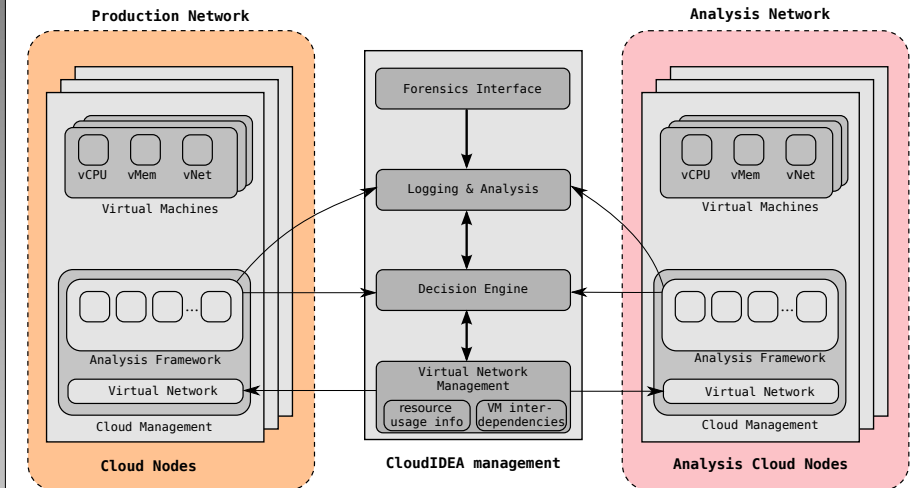 Production Network
Analysis Network
vCPU vMem vNet
Virtual Machines
...
Analysis Framework
Virtual Network
Cloud Management
Cloud Nodes
Forensics Interface
Logging & Analysis
Decision Engine
Virtual Network
Management
resource
usage info
VM inter-
dependencies
CloudIDEA management
vCPU vMem vNet
Virtual Machines
...
Analysis Framework
Virtual Network
Cloud Management
Analysis Cloud Nodes